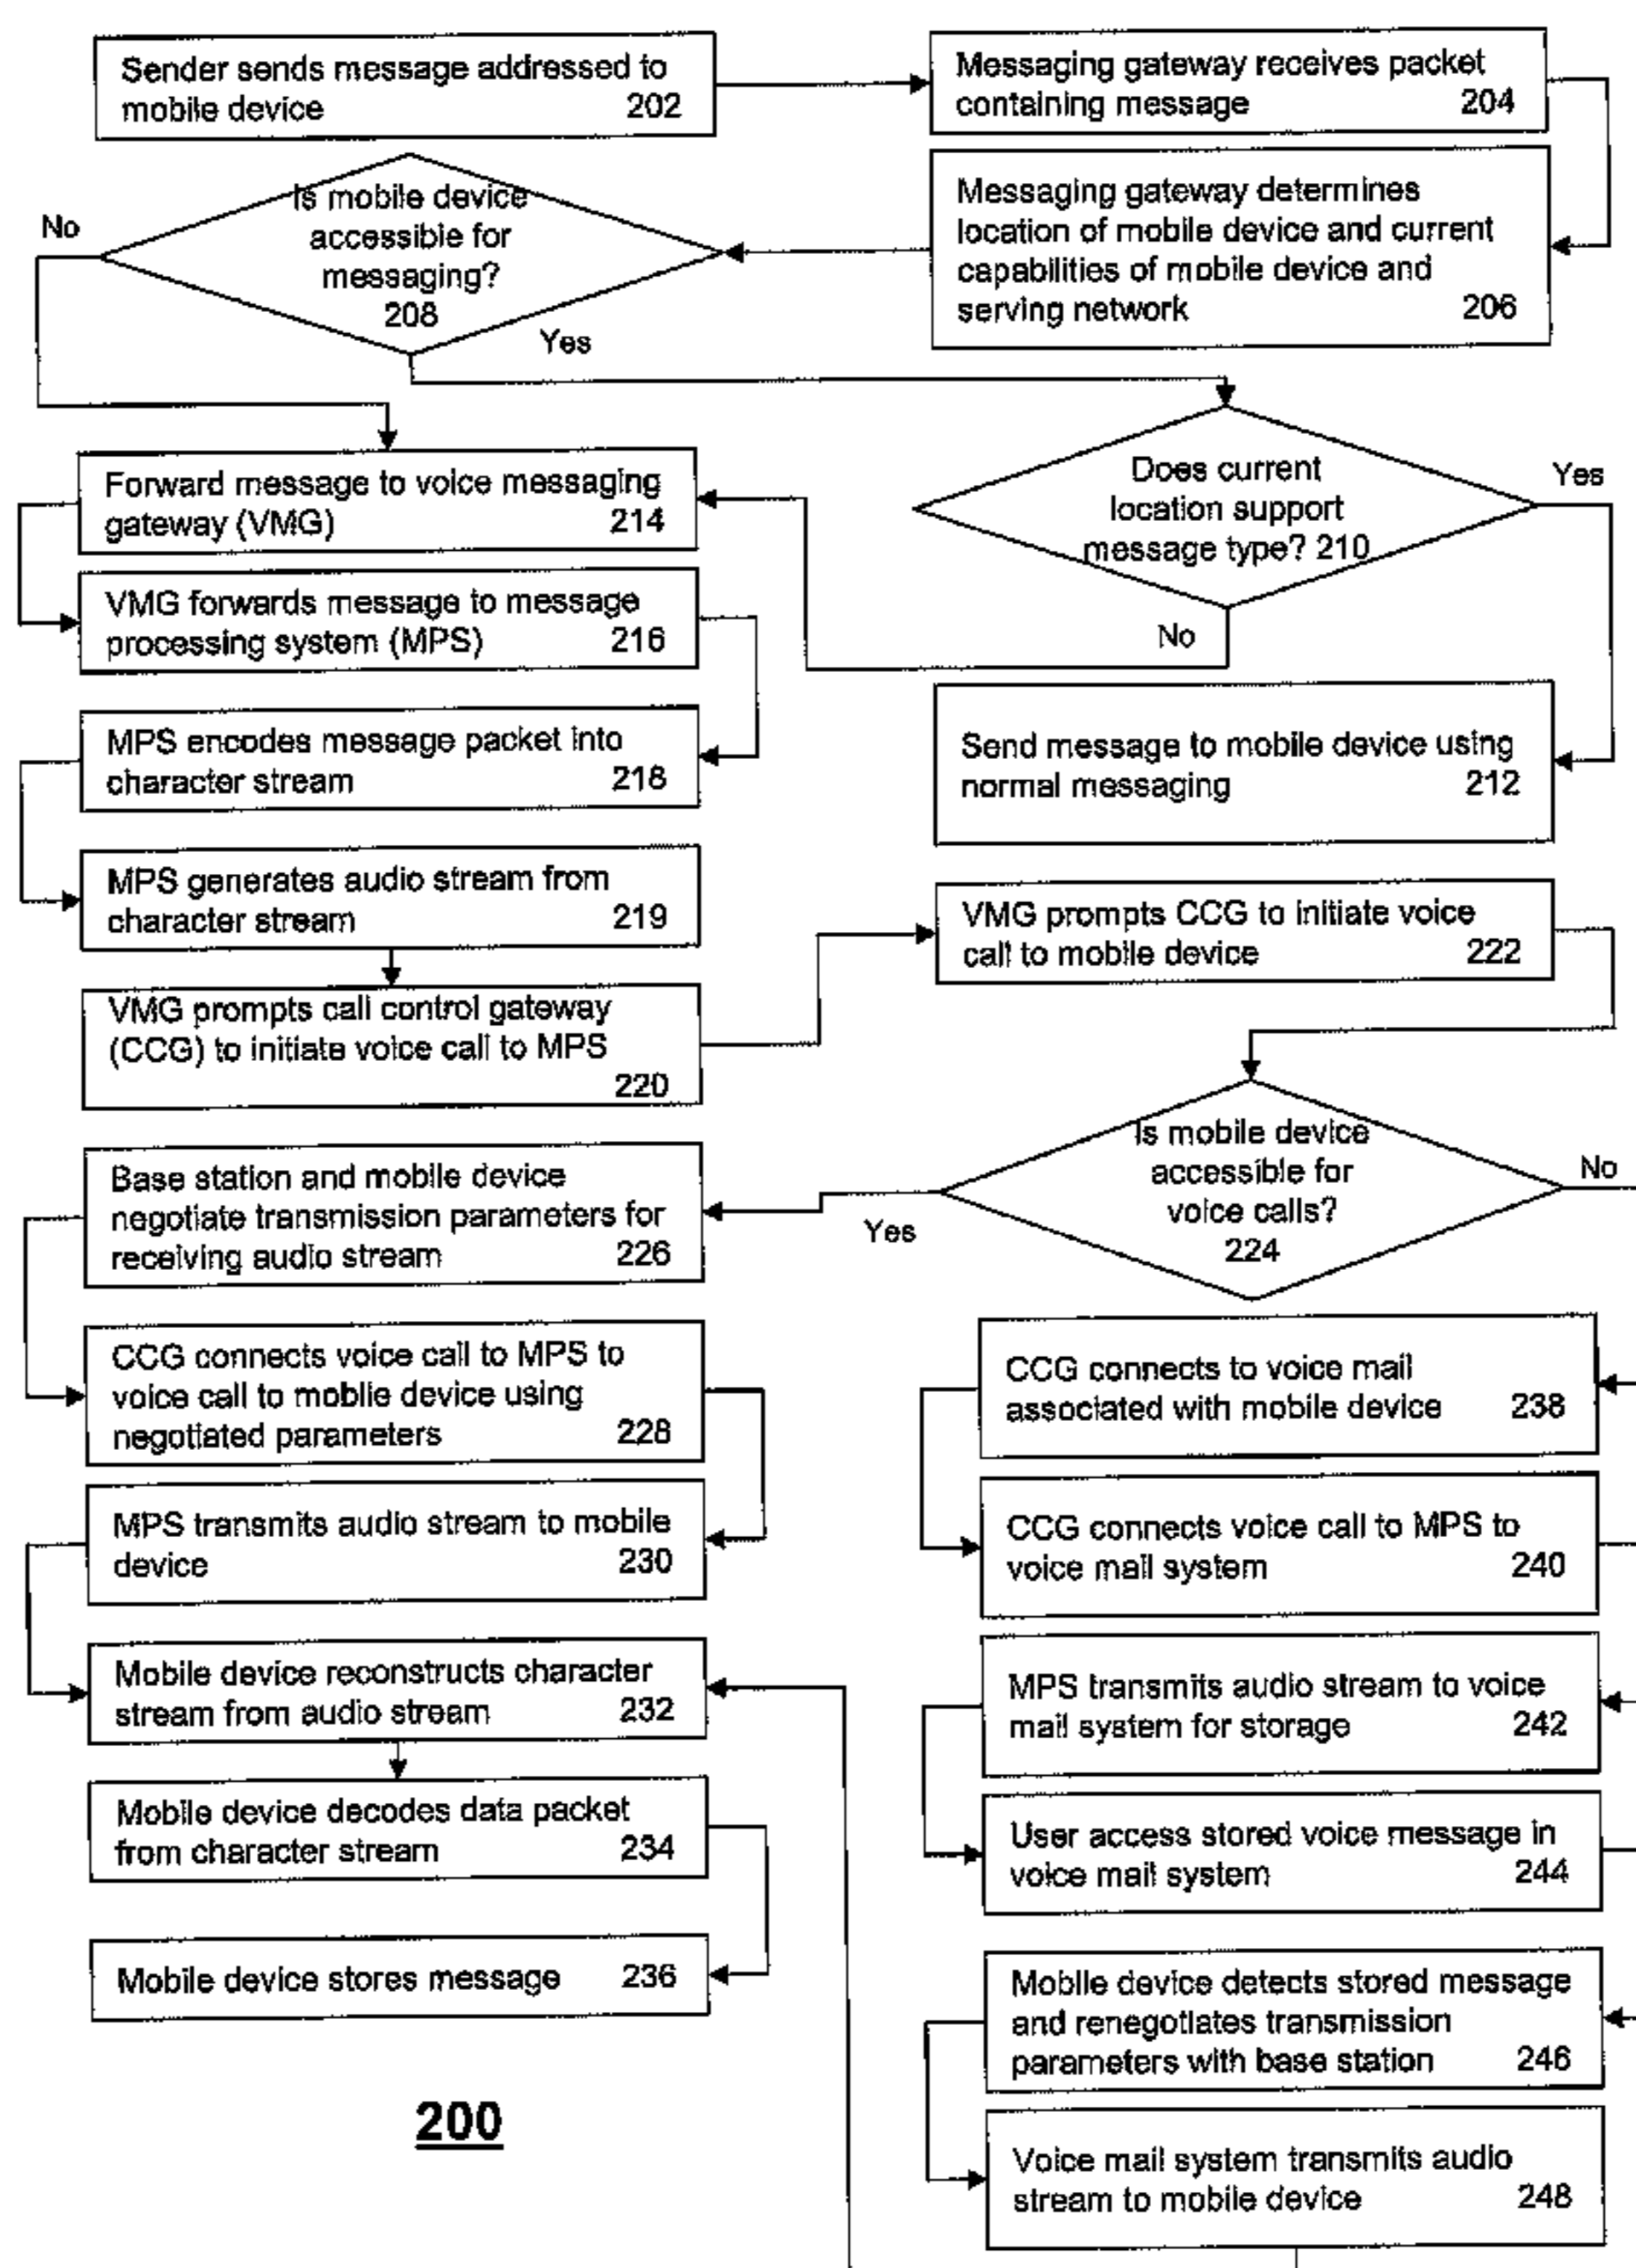 Sender sends message addressed to
mobile device 202
Messaging gateway receives packet
containing message 204
Messaging gateway determines
location of mobile device and current
capabilities of mobile device and
serving network 206
Is mobile device
accessible for
messaging?
208
No
Yes
Does current
location support
message type? 210
Yes
No
Send message to mobile device using
normal messaging 212
Forward message to voice messaging
gateway (VMG) 214
VMG forwards message to message
processing system (MPS) 216
MPS encodes message packet into
character stream 218
MPS generates audio stream from
character stream 219
VMG prompts call control gateway
(CCG) to initiate voice call to MPS
220
VMG prompts CCG to initiate voice
call to mobile device 222
Is mobile device
accessible for
voice calls?
224
No
Yes
Base station and mobile device
negotiate transmission parameters for
receiving audio stream 226
CCG connects voice call to MPS to
voice call to mobile device using
negotiated parameters 228
MPS transmits audio stream to mobile
device 230
Mobile device reconstructs character
stream from audio stream 232
Mobile device decodes data packet
from character stream 234
Mobile device stores message 236
CCG connects to voice mail
associated with mobile device 238
CCG connects voice call to MPS to
voice mail system 240
MPS transmits audio stream to voice
mail system for storage 242
User access stored voice message in
voice mail system 244
Mobile device detects stored message
and renegotiates transmission
parameters with base station 246
Voice mail system transmits audio
stream to mobile device 248
200